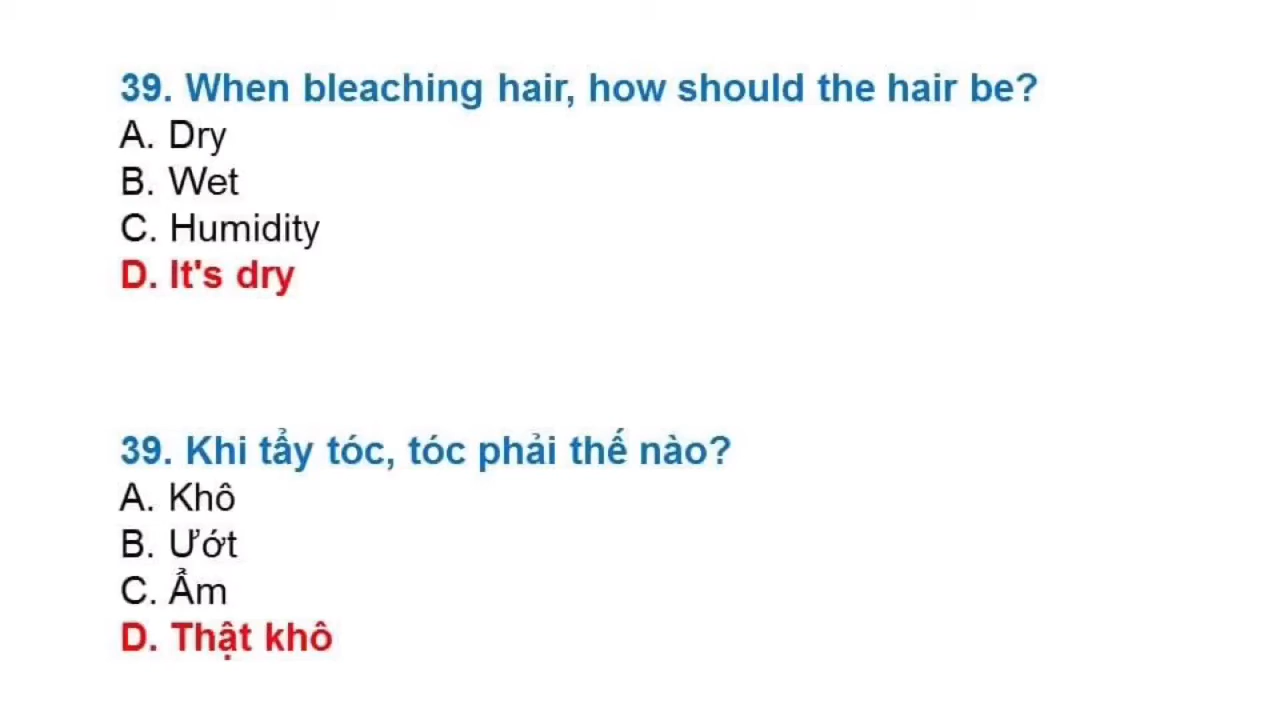 39. When bleaching hair, how should the hair be?
A. Dry
B. Wet
C. Humidity
D. It's dry
39. Khi tẩy tóc, tóc phải thế nào?
A. Khô
B. Ướt
C. Ẩm
D. Thật khô